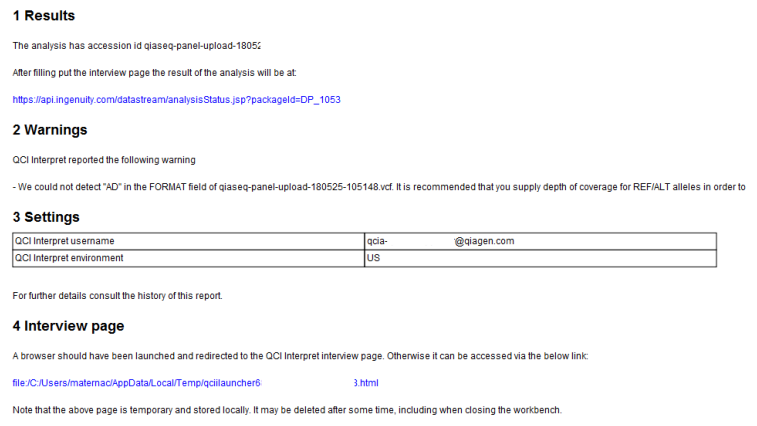 1 Results
The analysis has accession id qiaseq-panel-upload-1805
After filling put the interview page the result of the analysis will be at:
https://api.ingenuity.com/datastream/analysisStatus.jsp?packageId=DP_1053
2 Warnings
QCI Interpret reported the following warning
- We could not detect "AD" in the FORMAT field of qiaseq-panel-upload-180525-105148.vcf. It is recommended that you supply depth of coverage for REF/ALT alleles in order to
3 Settings
QCI Interpret username qcia- @qiagen.com
QCI Interpret environment US
For further details consult the history of this report.
4 Interview page
A browser should have been launched and redirected to the QCI Interpret interview page. Otherwise it can be accessed via the below link:
file:/C:/Users/maternac/AppData/Local/Temp/qciilauncher6 3.html
Note that the above page is temporary and stored locally. It may be deleted after some time, including when closing the workbench.